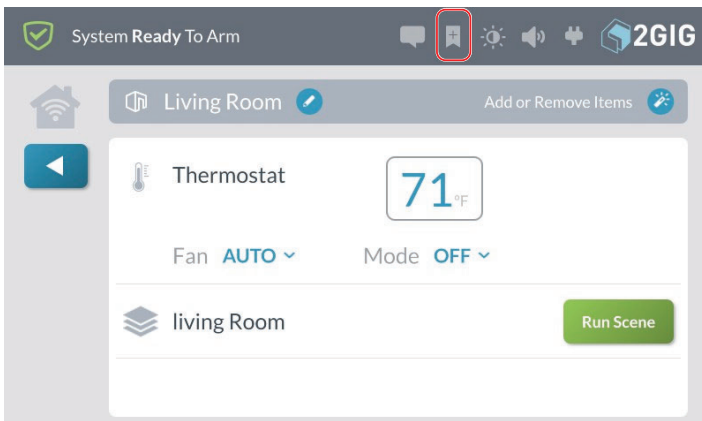 System Ready To Arm
2GIG
Living Room
Add or Remove Items
Thermostat
71°F
Fan AUTO
Mode OFF
living Room
Run Scene